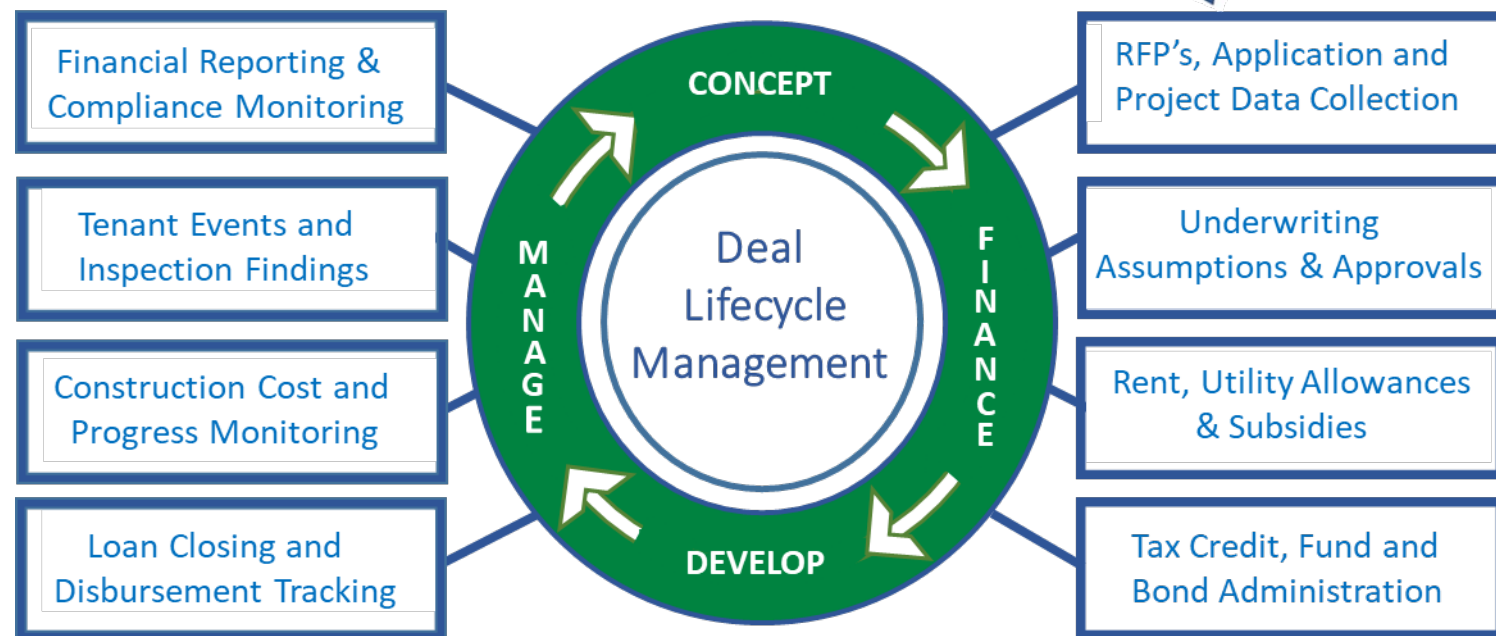 Financial Reporting &
Compliance Monitoring
Tenant Events and
Inspection Findings
Construction Cost and
Progress Monitoring
Loan Closing and
Disbursement Tracking
CONCEPT
FINANCE
DEVELOP
MANAGE
Deal
Lifecycle
Management
RFP's, Application and
Project Data Collection
Underwriting
Assumptions & Approvals
Rent, Utility Allowances
& Subsidies
Tax Credit, Fund and
Bond Administration